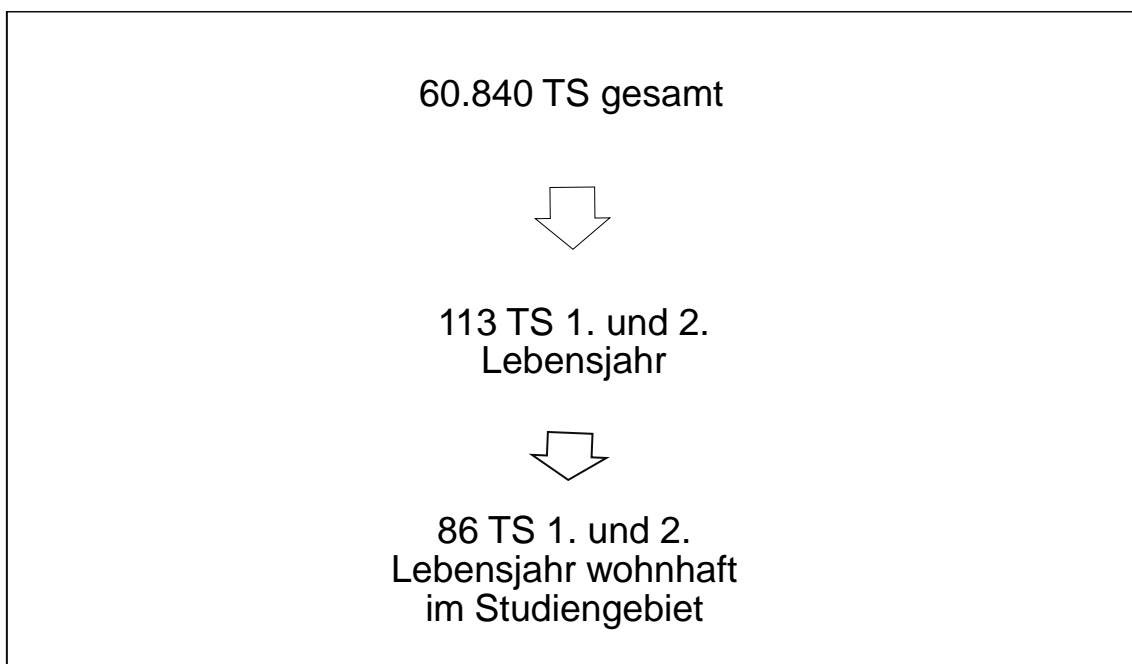 60.840 TS gesamt
113 TS 1. und 2.
Lebensjahr
86 TS 1. und 2.
Lebensjahr wohnhaft
im Studiengebiet